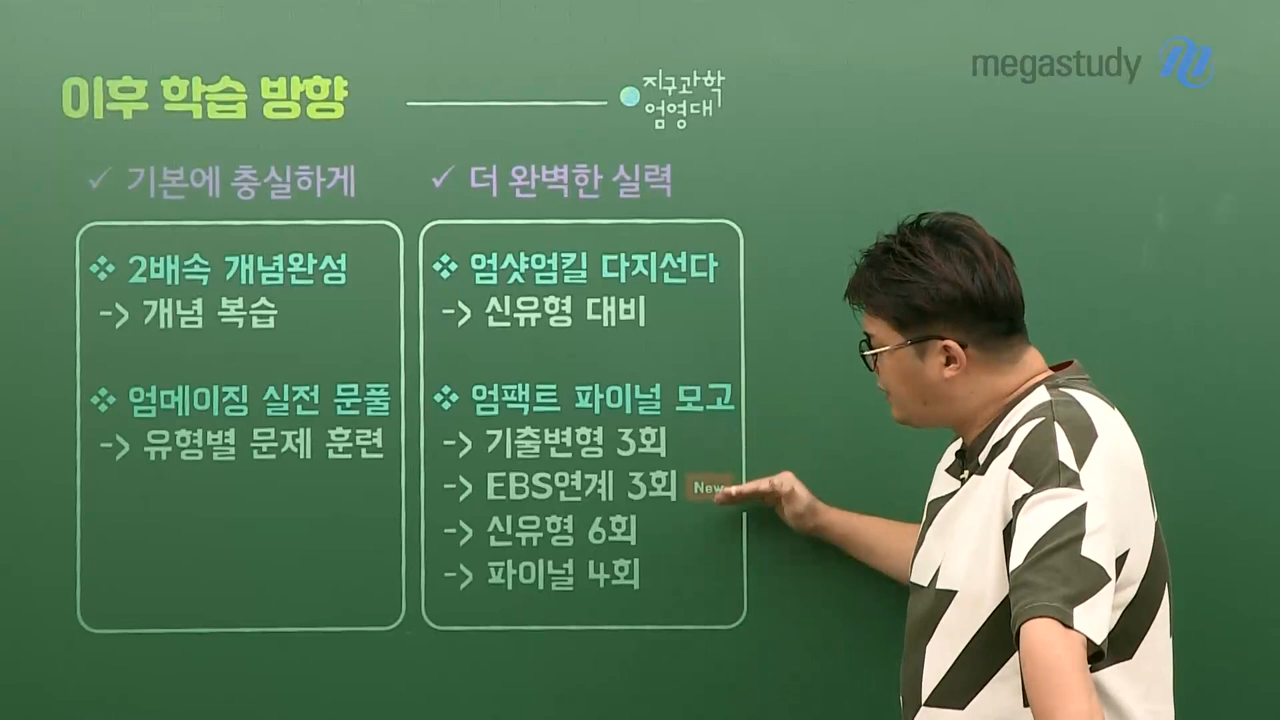 이후 학습 방향
지구과학
엄영대
megastudy
✓ 기본에 충실하게
❖ 2배속 개념완성
-> 개념 복습
❖ 엄메이징 실전 문풀
-> 유형별 문제 훈련
✓ 더 완벽한 실력
❖ 엄샷엄킬 다지선다
-> 신유형 대비
❖ 엄팩트 파이널 모고
-> 기출변형 3회
-> EBS연계 3회 New
-> 신유형 6회
-> 파이널 4회